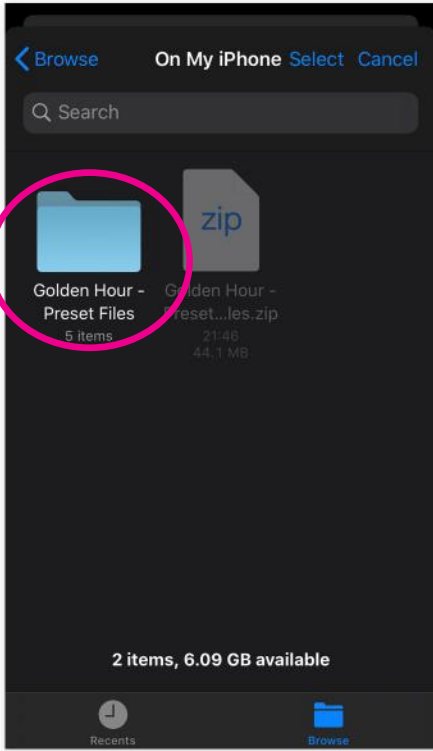 Browse
On My iPhone
Select
Cancel
Search
zip
Golden Hour -
Preset Files
5 items
Golden Hour -
Preset...les.zip
21:46
44.1 MB
2 items, 6.09 GB available
Recents
Browse